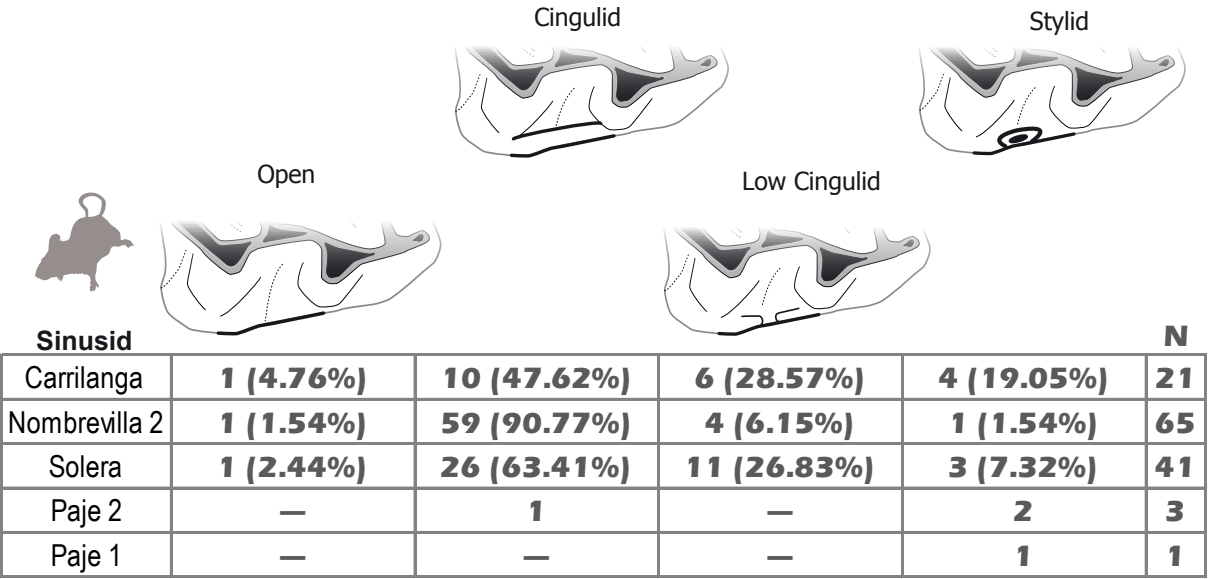 Cingulid
Stylid
Open
Low Cingulid
Sinusid N
Carrilanga 1 (4.76%) 10 (47.62%) 6 (28.57%) 4 (19.05%) 21
Nombrevilla 2 1 (1.54%) 59 (90.77%) 4 (6.15%) 1 (1.54%) 65
Solera 1 (2.44%) 26 (63.41%) 11 (26.83%) 3 (7.32%) 41
Paje 2 — 1 — 2 3
Paje 1 — — — 1 1